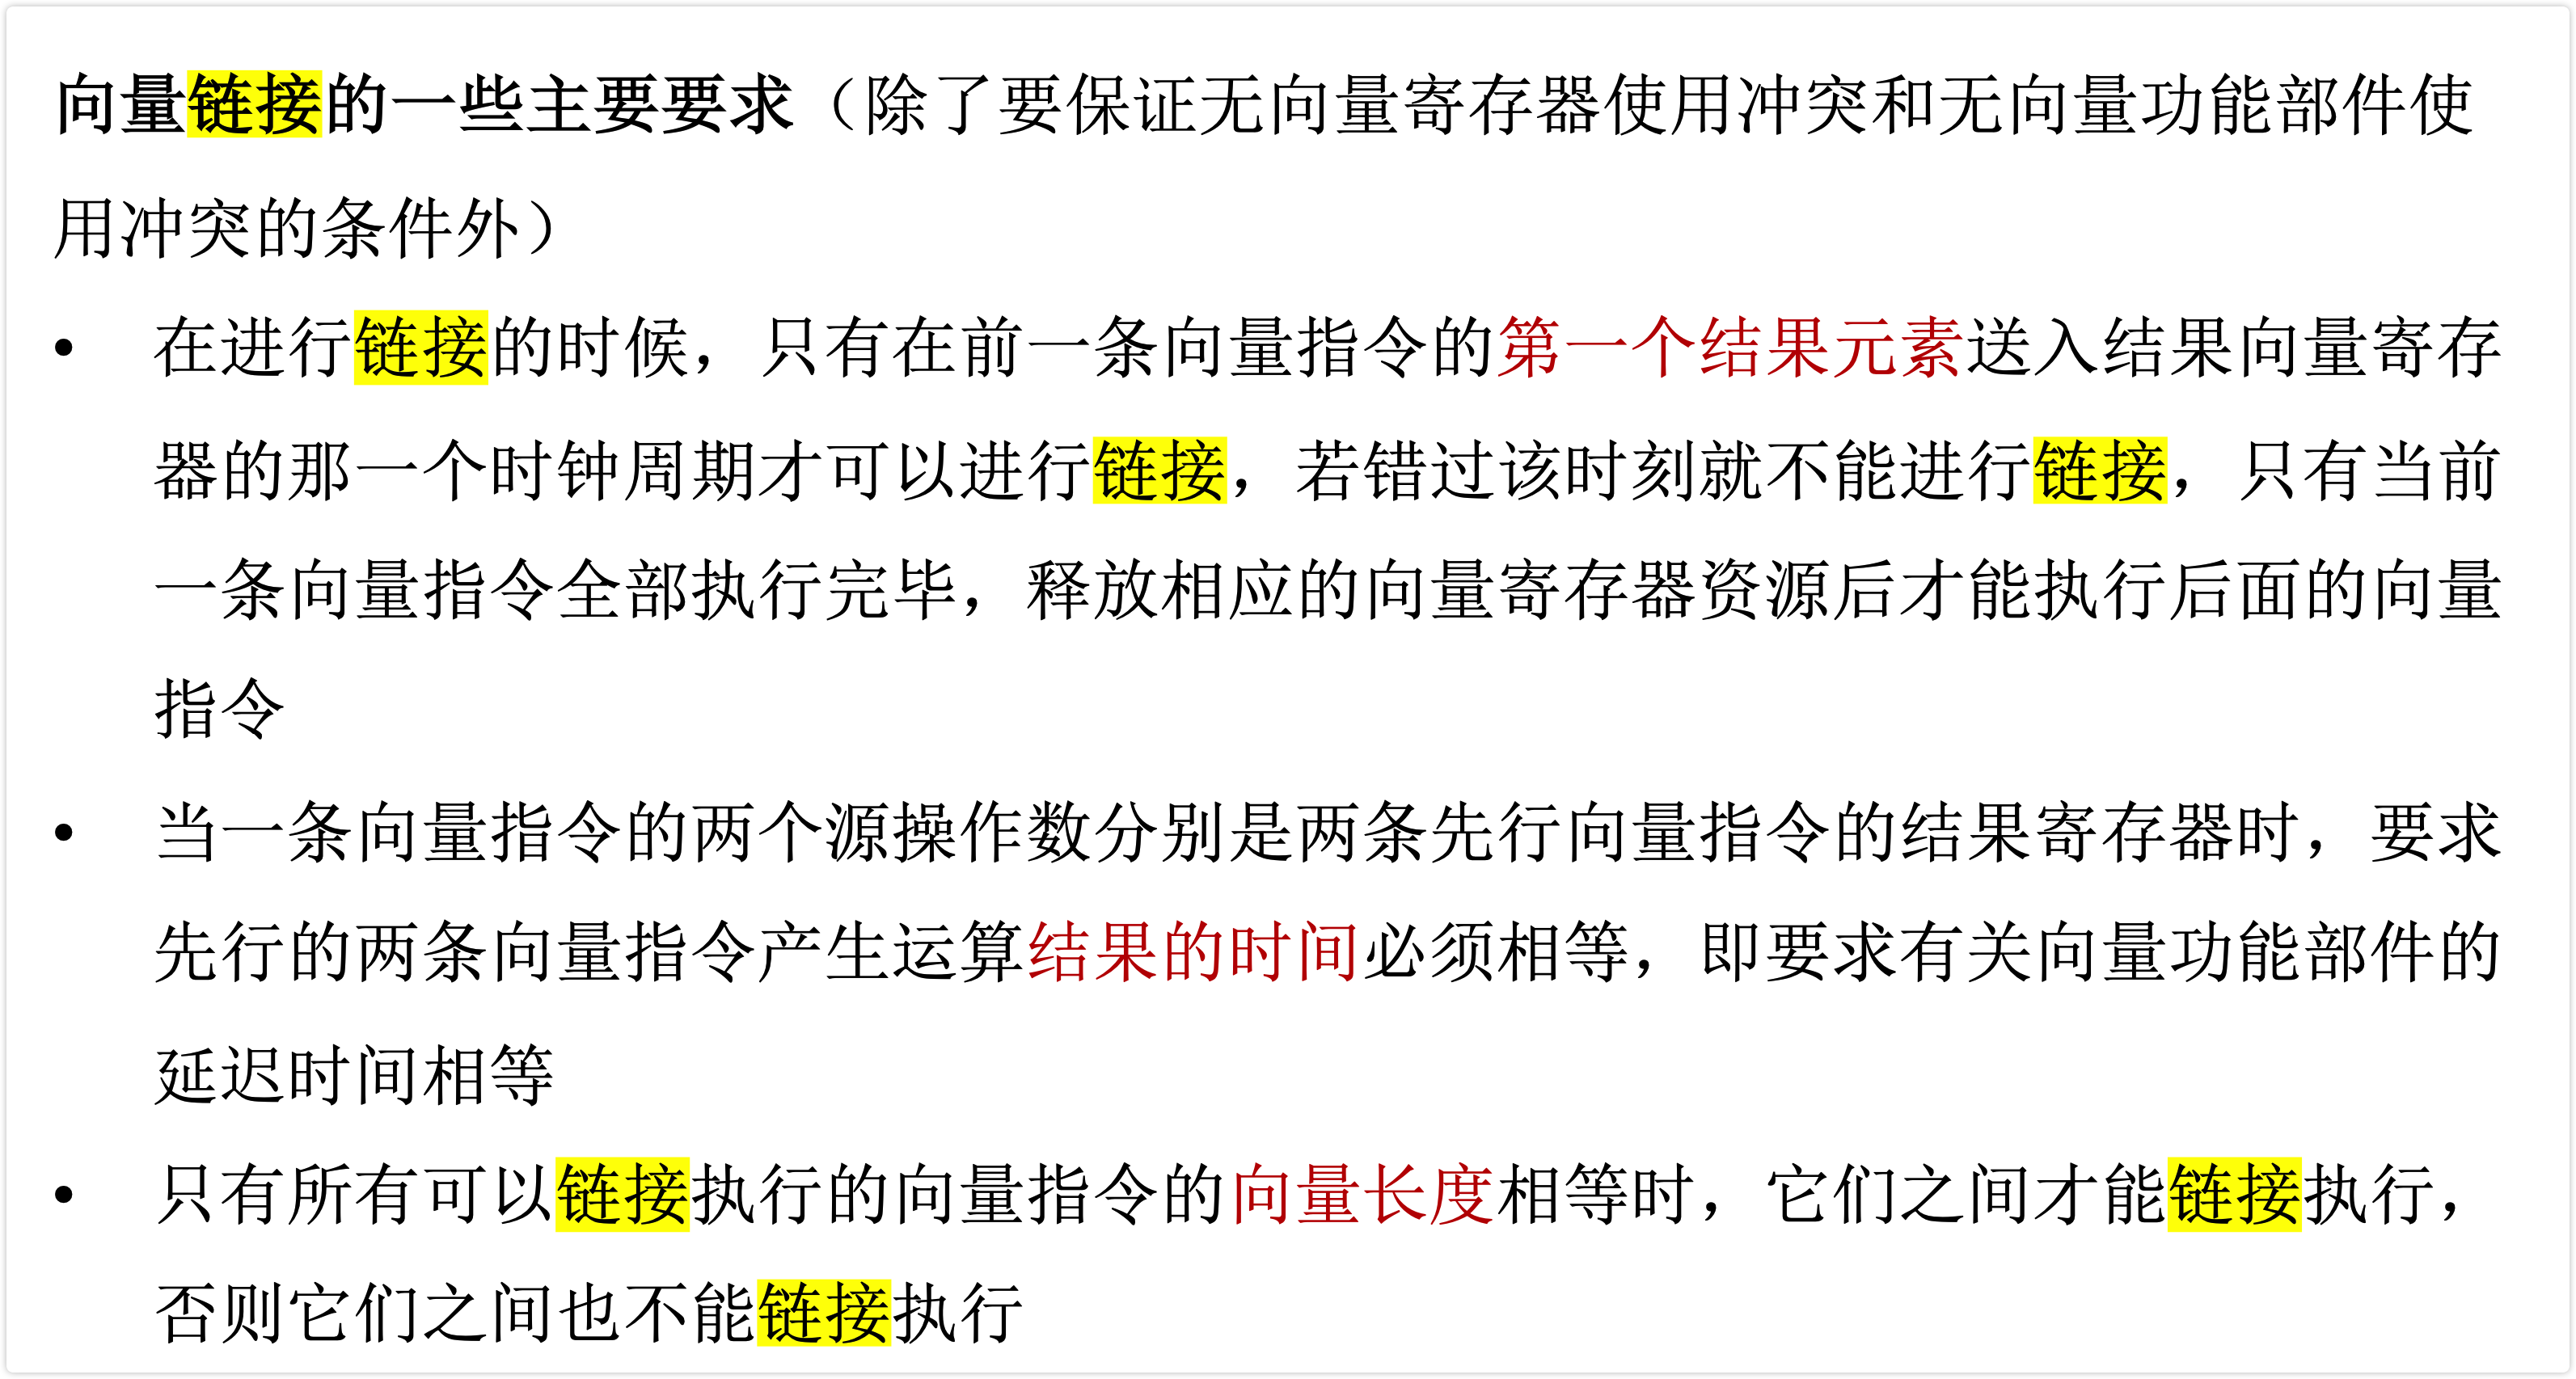 向量链接的一些主要要求（除了要保证无向量寄存器使用冲突和无向量功能部件使
用冲突的条件外）
• 在进行链接的时候，只有在前一条向量指令的第一个结果元素送入结果向量寄存
器的那一个时钟周期才可以进行链接，若错过该时刻就不能进行链接，只有当前
一条向量指令全部执行完毕，释放相应的向量寄存器资源后才能执行后面的向量
指令
• 当一条向量指令的两个源操作数分别是两条先行向量指令的结果寄存器时，要求
先行的两条向量指令产生运算结果的时间必须相等，即要求有关向量功能部件的
延迟时间相等
• 只有所有可以链接执行的向量指令的向量长度相等时，它们之间才能链接执行，
否则它们之间也不能链接执行